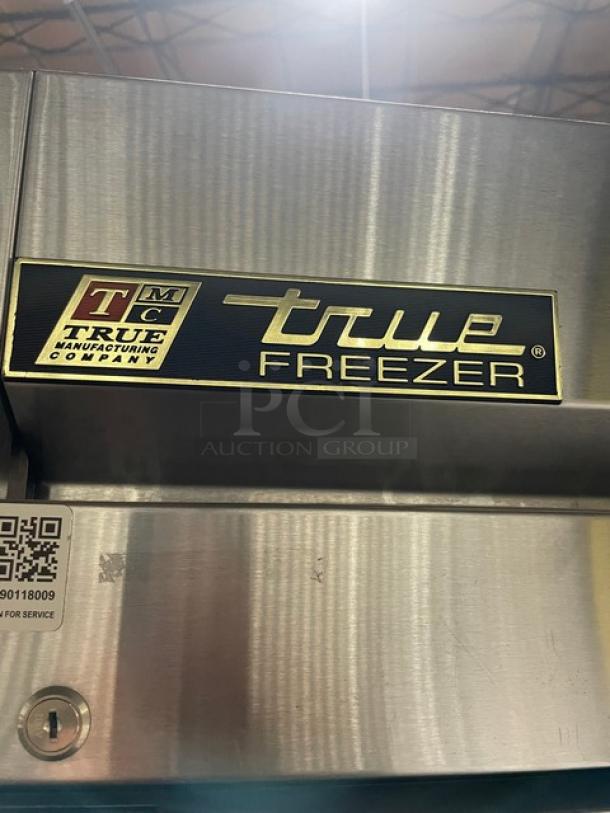 T M
C
TRUE
MANUFACTURING
COMPANY
true®
FREEZER
PCI
AUCTION GROUP
90118009
N FOR SERVICE